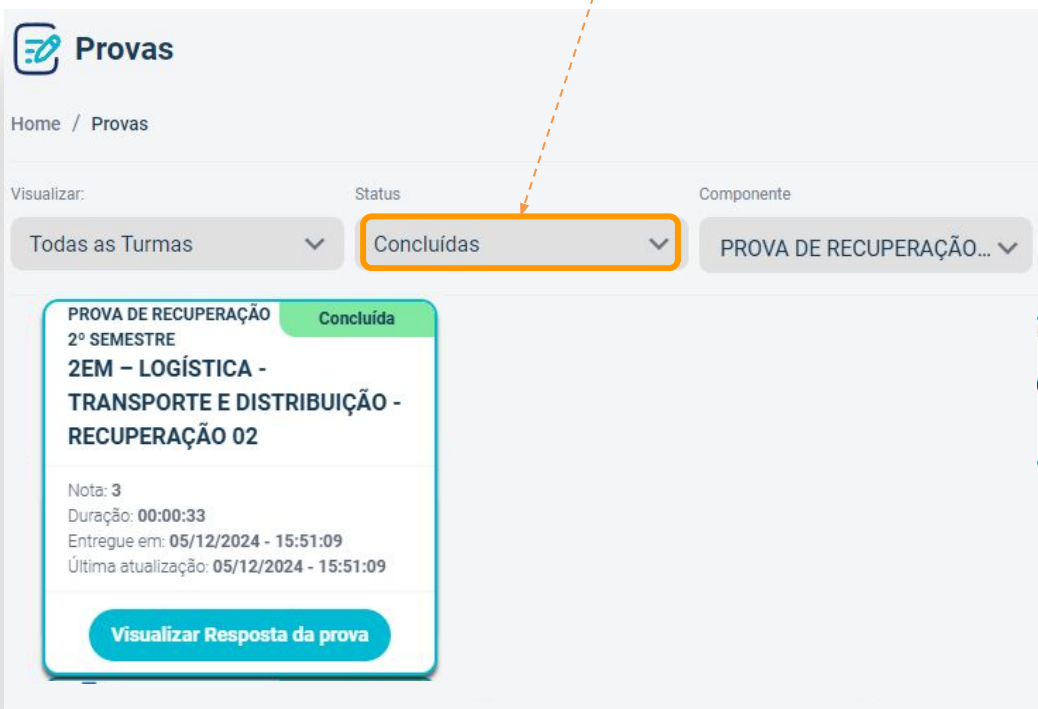 Provas
Home / Provas
Visualizar:
Status
Componente
Todas as Turmas
Concluídas
PROVA DE RECUPERAÇÃO...
PROVA DE RECUPERAÇÃO
Concluída
2º SEMESTRE
2EM – LOGÍSTICA -
TRANSPORTE E DISTRIBUIÇÃO -
RECUPERAÇÃO 02
Nota: 3
Duração: 00:00:33
Entregue em: 05/12/2024 - 15:51:09
Última atualização: 05/12/2024 - 15:51:09
Visualizar Resposta da prova